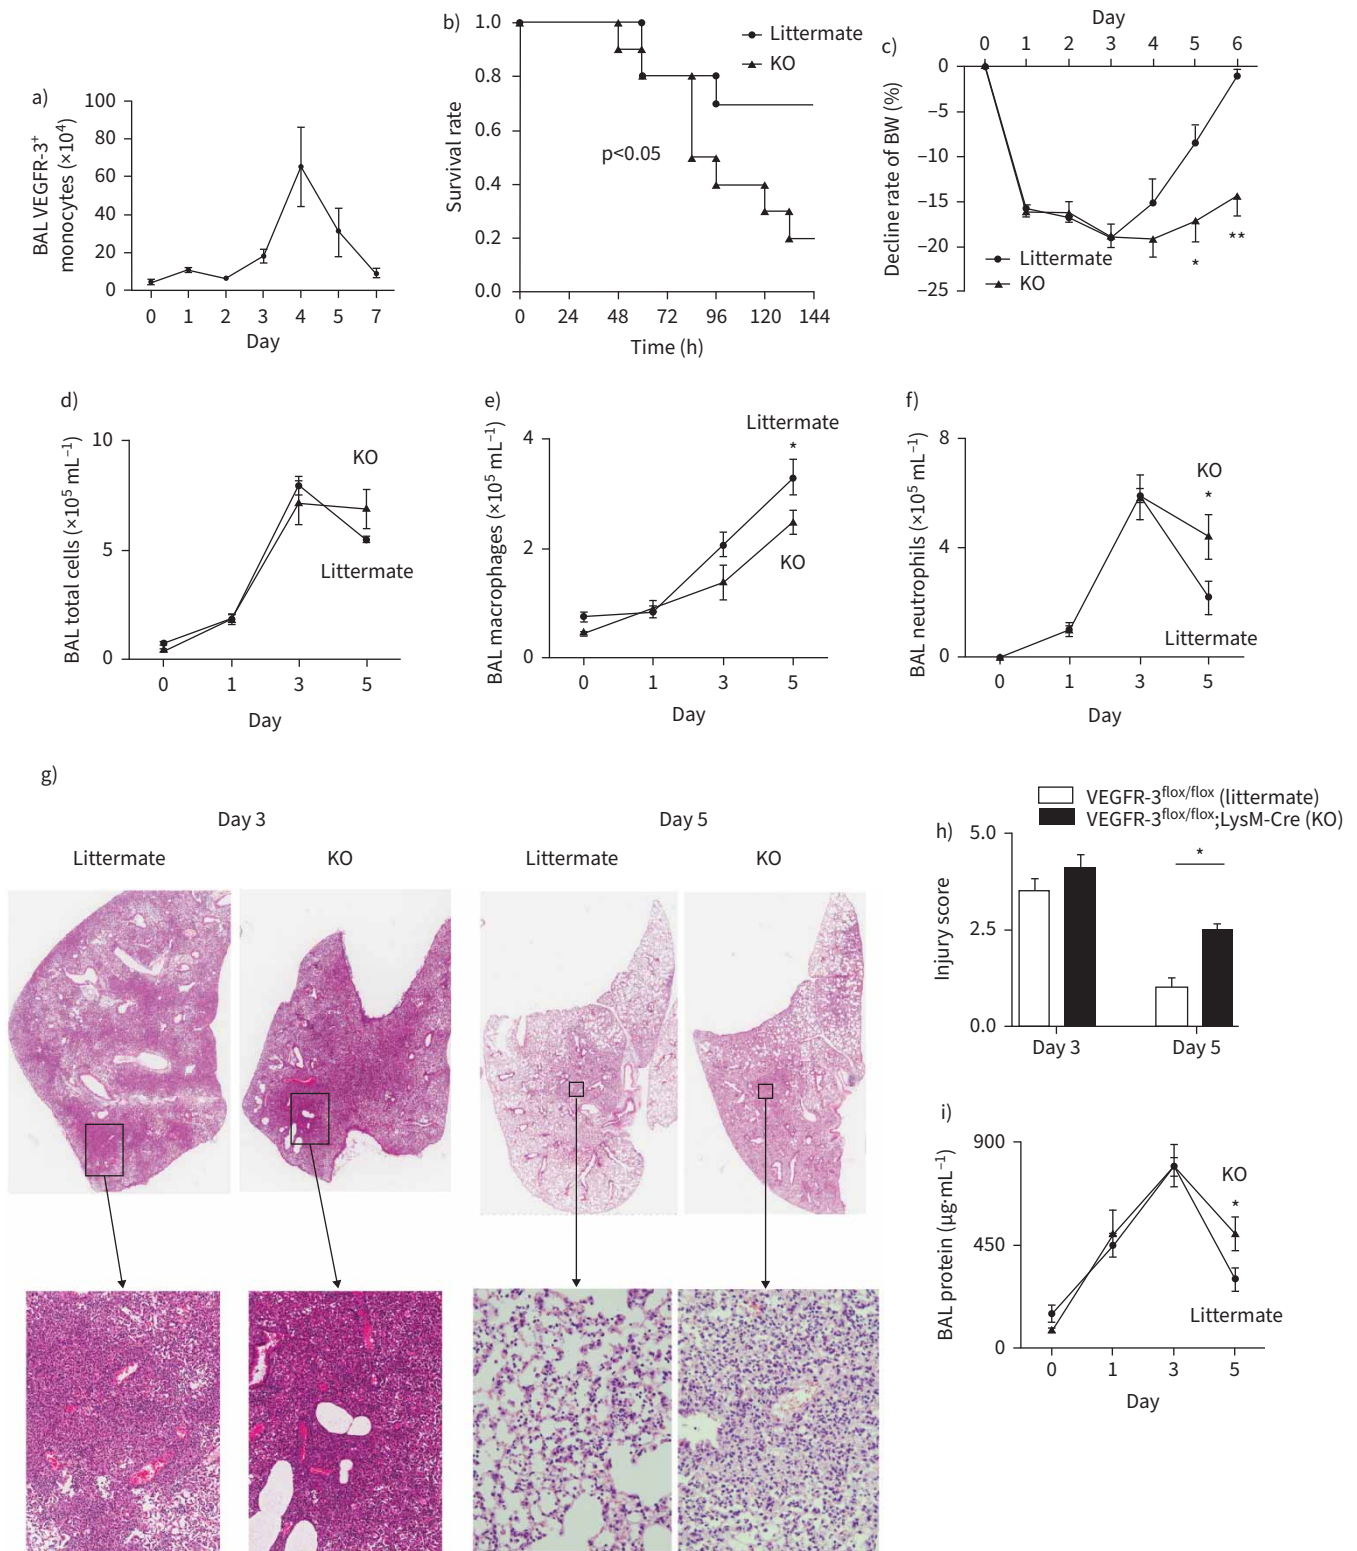 a)
BAL VEGFR-3⁺
monocytes (×10⁴)
100
80
60
40
20
0
0 1 2 3 4 5 7
Day
b)
Survival rate
1.0
0.8
0.6
0.4
0.2
0.0
Littermate
KO
p<0.05
0 24 48 72 96 120 144
Time (h)
c)
Day
0 1 2 3 4 5 6
Decline rate of BW (%)
0
−5
−10
−15
−20
−25
Littermate
KO
*
**
d)
BAL total cells (×10⁵ mL⁻¹)
10
5
0
KO
Littermate
0 1 3 5
Day
e)
BAL macrophages (×10⁵ mL⁻¹)
4
2
0
Littermate
*
KO
0 1 3 5
Day
f)
BAL neutrophils (×10⁵ mL⁻¹)
8
4
0
KO
*
Littermate
0 1 3 5
Day
g)
Day 3 Day 5
Littermate KO Littermate KO
h)
VEGFR-3flox/flox (littermate)
VEGFR-3flox/flox;LysM-Cre (KO)
Injury score
5.0
2.5
0.0
*
Day 3 Day 5
i)
BAL protein (µg·mL⁻¹)
900
450
0
KO
*
Littermate
0 1 3 5
Day